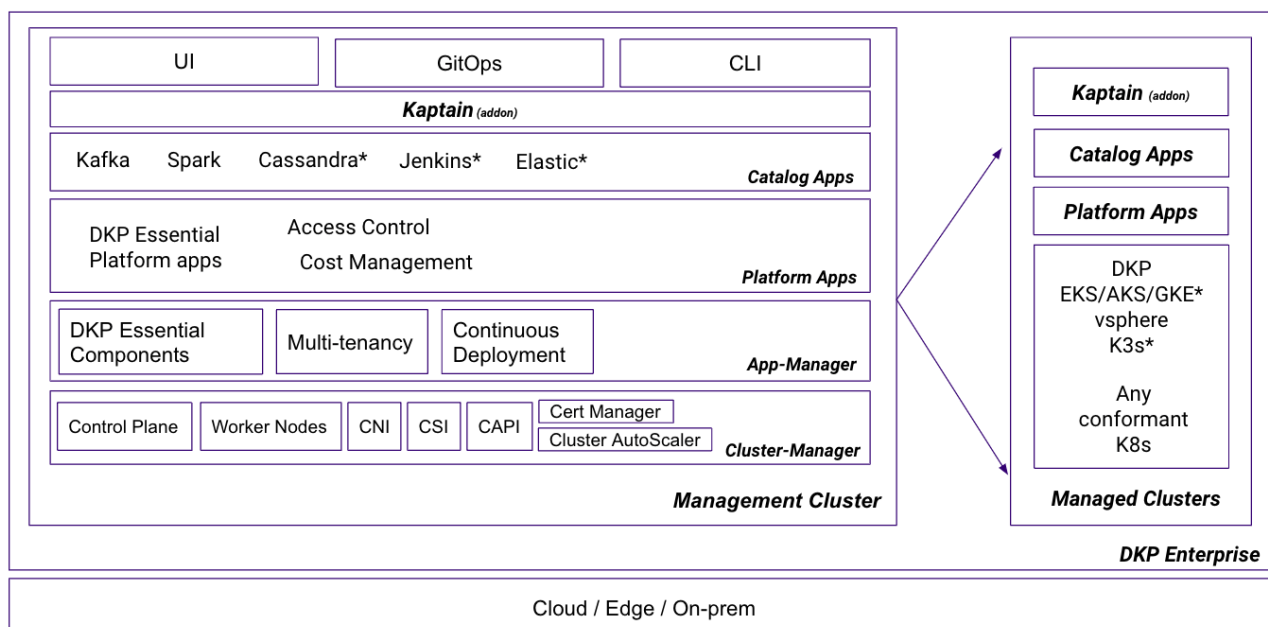 UI
GitOps
CLI
Kaptain (addon)
Kafka
Spark
Cassandra*
Jenkins*
Elastic*
Catalog Apps
DKP Essential
Platform apps
Access Control
Cost Management
Platform Apps
DKP Essential
Components
Multi-tenancy
Continuous
Deployment
App-Manager
Control Plane
Worker Nodes
CNI
CSI
CAPI
Cert Manager
Cluster AutoScaler
Cluster-Manager
Management Cluster
Kaptain (addon)
Catalog Apps
Platform Apps
DKP
EKS/AKS/GKE*
vsphere
K3s*
Any
conformant
K8s
Managed Clusters
DKP Enterprise
Cloud / Edge / On-prem